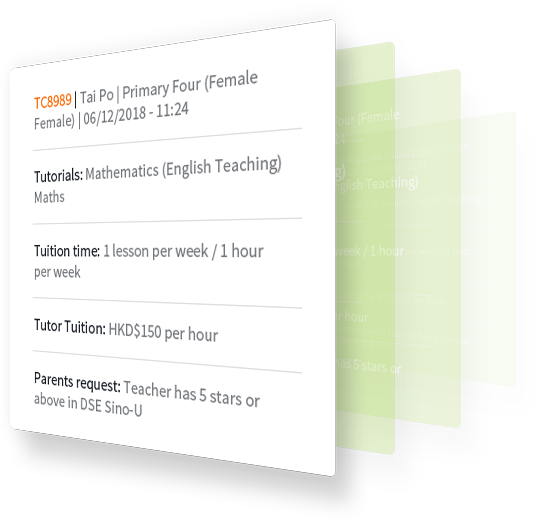 TC8989 | Tai Po | Primary Four (Female
Female) | 06/12/2018 - 11:24
Tutorials: Mathematics (English Teaching)
Maths
Tuition time: 1 lesson per week / 1 hour
per week
Tutor Tuition: HKD$150 per hour
Parents request: Teacher has 5 stars or
above in DSE Sino-U
Four (Female
glish Teaching)
week / 1 hour
hour
has 5 stars or